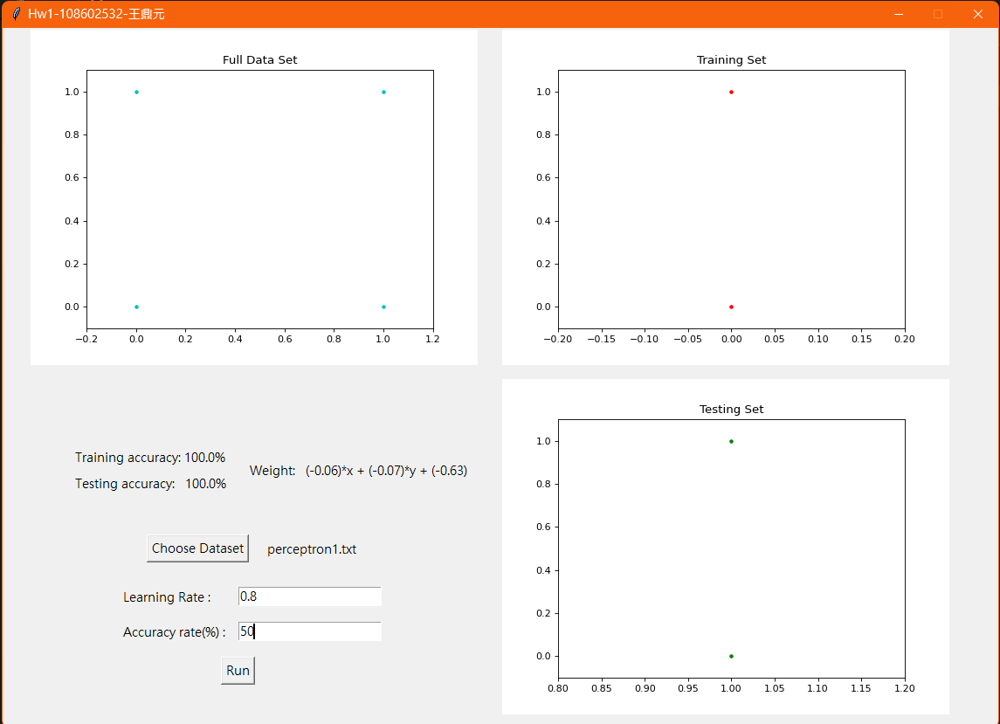 Hw1-108602532-王鼎元
Full Data Set
1.0
0.8
0.6
0.4
0.2
0.0
−0.2 0.0 0.2 0.4 0.6 0.8 1.0 1.2
Training Set
1.0
0.8
0.6
0.4
0.2
0.0
−0.20 −0.15 −0.10 −0.05 0.00 0.05 0.10 0.15 0.20
Training accuracy: 100.0%
Testing accuracy: 100.0%
Weight: (-0.06)*x + (-0.07)*y + (-0.63)
Choose Dataset perceptron1.txt
Learning Rate : 0.8
Accuracy rate(%) : 50
Run
Testing Set
1.0
0.8
0.6
0.4
0.2
0.0
0.80 0.85 0.90 0.95 1.00 1.05 1.10 1.15 1.20